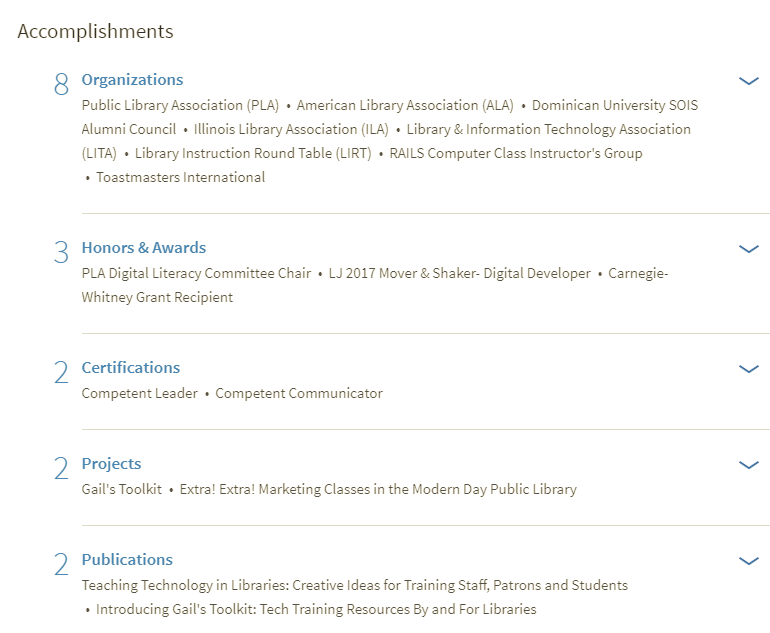 Accomplishments
8 Organizations
Public Library Association (PLA) • American Library Association (ALA) • Dominican University SOIS
Alumni Council • Illinois Library Association (ILA) • Library & Information Technology Association
(LITA) • Library Instruction Round Table (LIRT) • RAILS Computer Class Instructor's Group
• Toastmasters International
3 Honors & Awards
PLA Digital Literacy Committee Chair • LJ 2017 Mover & Shaker- Digital Developer • Carnegie-
Whitney Grant Recipient
2 Certifications
Competent Leader • Competent Communicator
2 Projects
Gail's Toolkit • Extra! Extra! Marketing Classes in the Modern Day Public Library
2 Publications
Teaching Technology in Libraries: Creative Ideas for Training Staff, Patrons and Students
• Introducing Gail's Toolkit: Tech Training Resources By and For Libraries